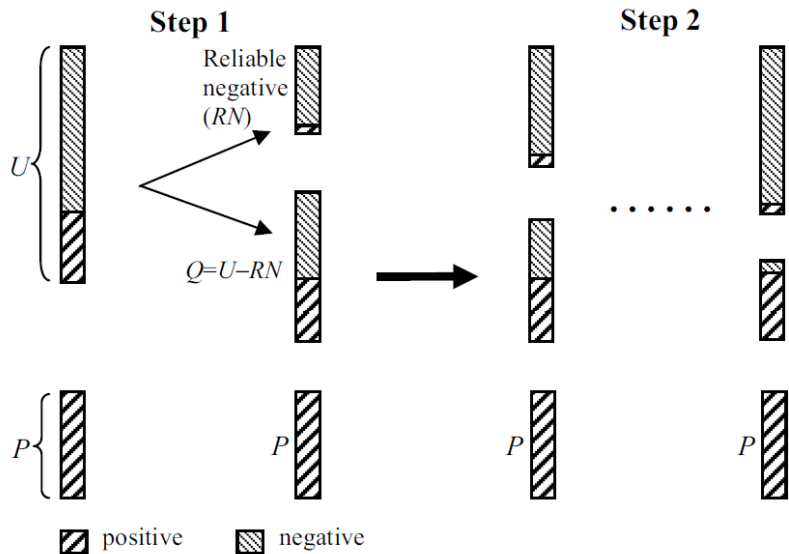 Step 1
Step 2
Reliable
negative
(RN)
U
Q=U–RN
......
P
P
P
P
positive
negative